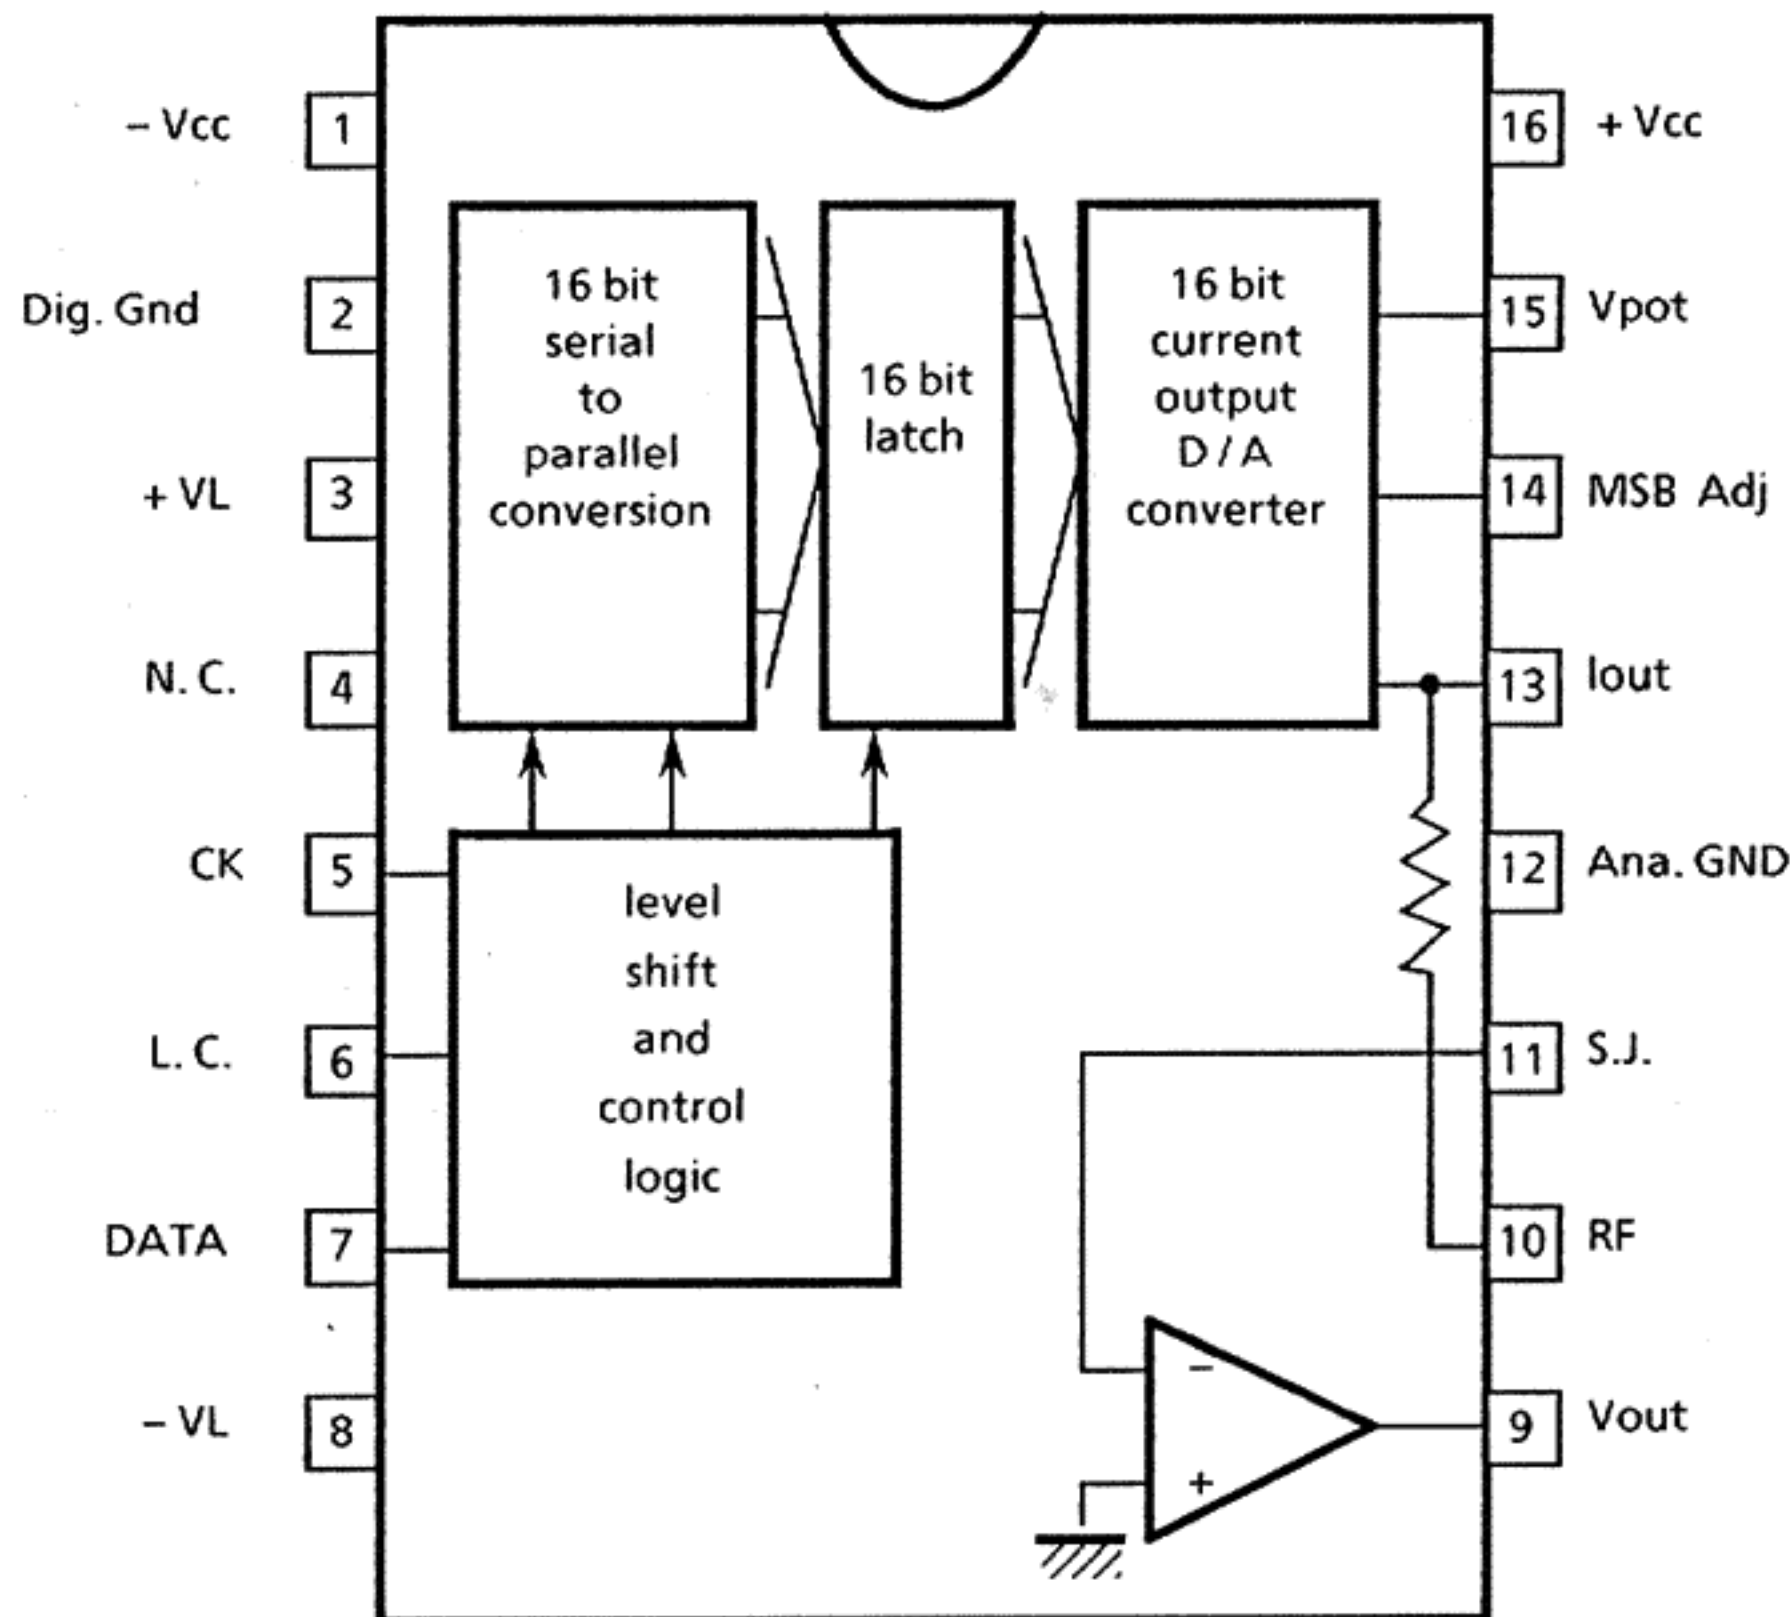 – Vcc 1
Dig. Gnd 2
+ VL 3
N. C. 4
CK 5
L. C. 6
DATA 7
– VL 8
16 + Vcc
15 Vpot
14 MSB Adj
13 Iout
12 Ana. GND
11 S.J.
10 RF
9 Vout
16 bit
serial
to
parallel
conversion
16 bit
latch
16 bit
current
output
D / A
converter
level
shift
and
control
logic
–
+